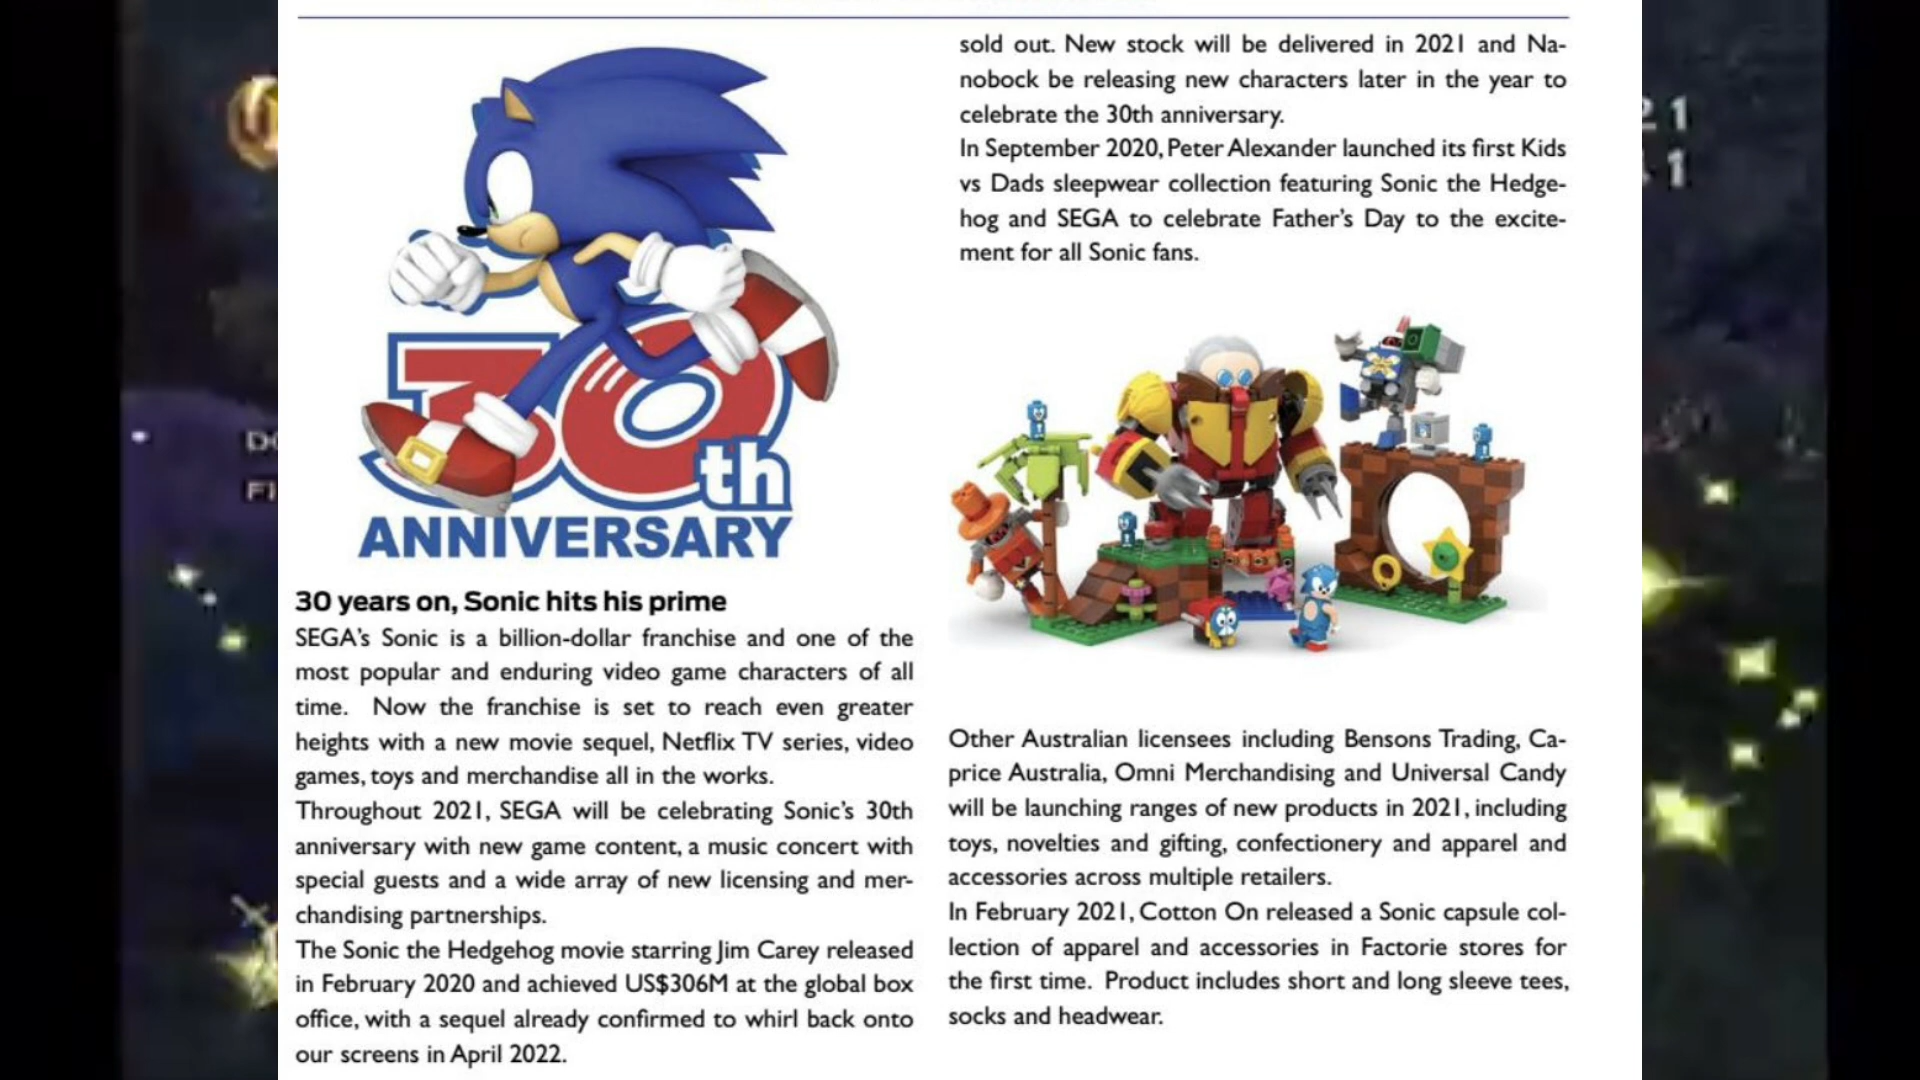 30th
ANNIVERSARY
30 years on, Sonic hits his prime
SEGA's Sonic is a billion-dollar franchise and one of the
most popular and enduring video game characters of all
time. Now the franchise is set to reach even greater
heights with a new movie sequel, Netflix TV series, video
games, toys and merchandise all in the works.
Throughout 2021, SEGA will be celebrating Sonic's 30th
anniversary with new game content, a music concert with
special guests and a wide array of new licensing and mer-
chandising partnerships.
The Sonic the Hedgehog movie starring Jim Carey released
in February 2020 and achieved US$306M at the global box
office, with a sequel already confirmed to whirl back onto
our screens in April 2022.
sold out. New stock will be delivered in 2021 and Na-
nobock be releasing new characters later in the year to
celebrate the 30th anniversary.
In September 2020, Peter Alexander launched its first Kids
vs Dads sleepwear collection featuring Sonic the Hedge-
hog and SEGA to celebrate Father's Day to the excite-
ment for all Sonic fans.
Other Australian licensees including Bensons Trading, Ca-
price Australia, Omni Merchandising and Universal Candy
will be launching ranges of new products in 2021, including
toys, novelties and gifting, confectionery and apparel and
accessories across multiple retailers.
In February 2021, Cotton On released a Sonic capsule col-
lection of apparel and accessories in Factorie stores for
the first time. Product includes short and long sleeve tees,
socks and headwear.